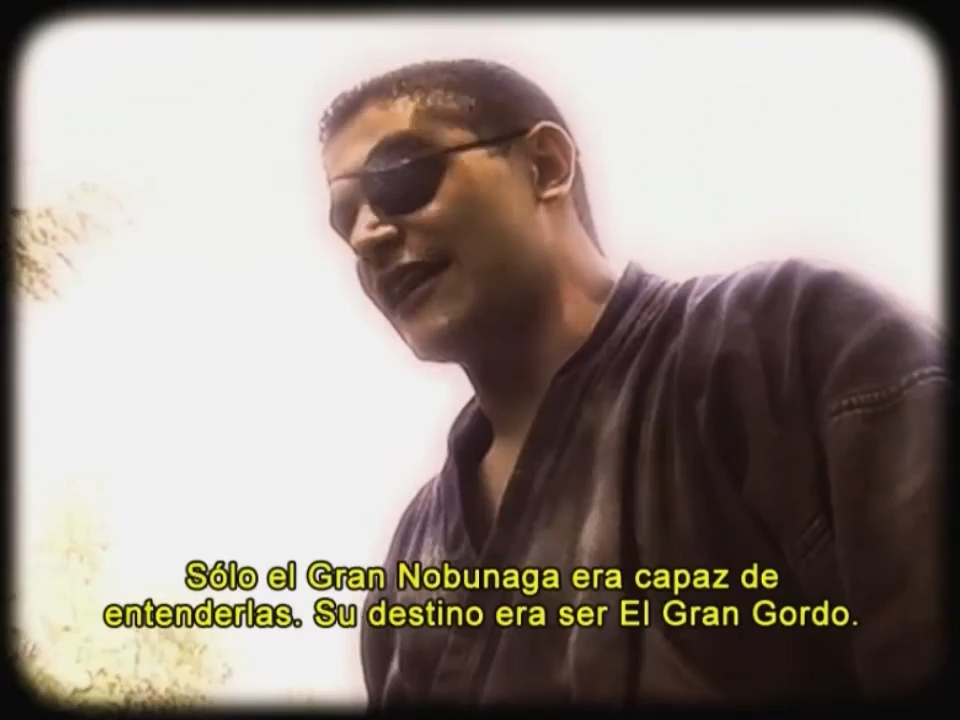 Sólo el Gran Nobunaga era capaz de
entenderlas. Su destino era ser El Gran Gordo.